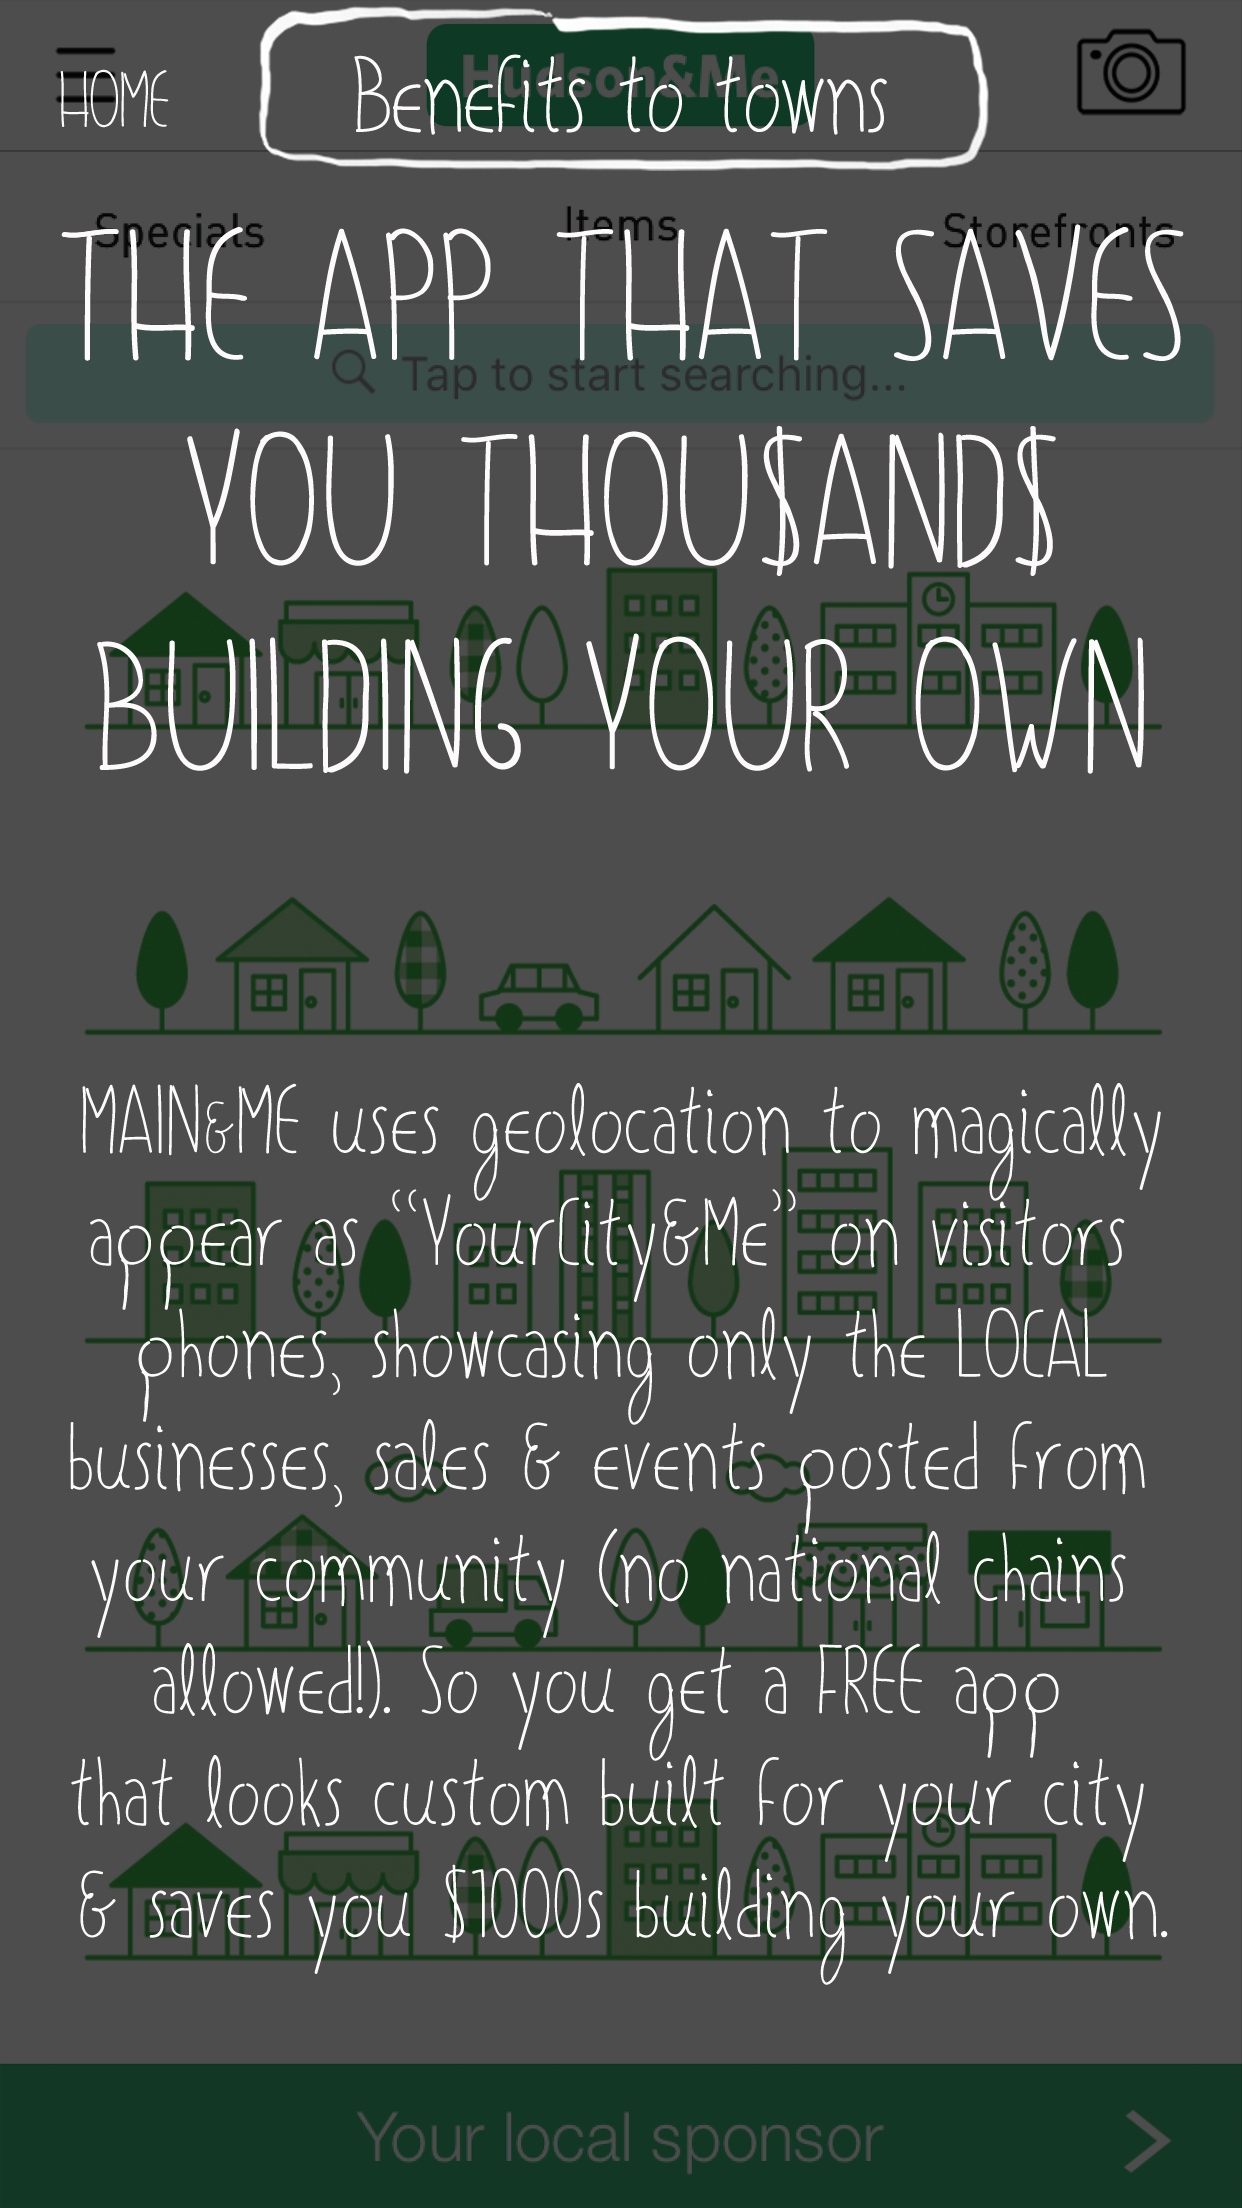 Hudson&Me
HOME
Benefits to towns
Specials Items Storefronts
THE APP THAT SAVES
Tap to start searching...
YOU THOU$AND$
BUILDING YOUR OWN
MAIN&ME uses geolocation to magically
appear as “YourCity&Me” on visitors
phones, showcasing only the LOCAL
businesses, sales & events posted from
your community (no national chains
allowed!). So you get a FREE app
that looks custom built for your city
& saves you $1000s building your own.
Your local sponsor